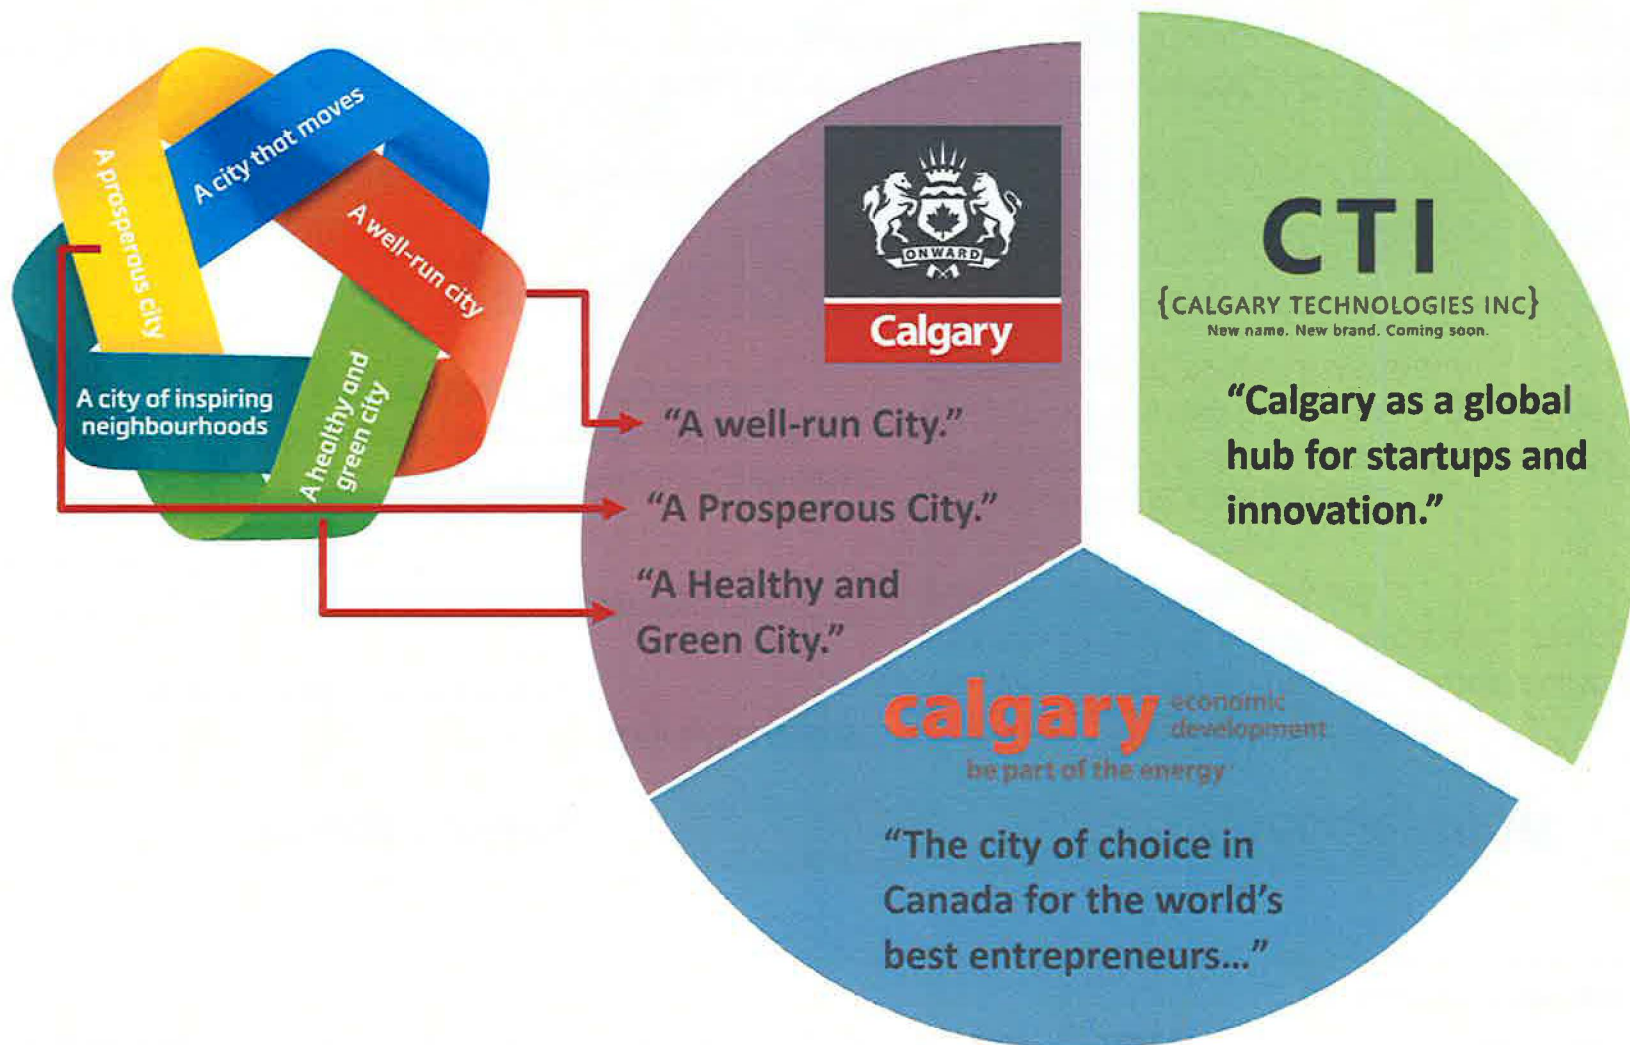 A city that moves
A prosperous city
A well-run city
A city of inspiring
neighbourhoods
A healthy and
green city
ONWARD
Calgary
“A well-run City.”
“A Prosperous City.”
“A Healthy and
Green City.”
CTI
{CALGARY TECHNOLOGIES INC}
New name. New brand. Coming soon.
“Calgary as a global
hub for startups and
innovation.”
calgary economic
development
be part of the energy
“The city of choice in
Canada for the world’s
best entrepreneurs...”